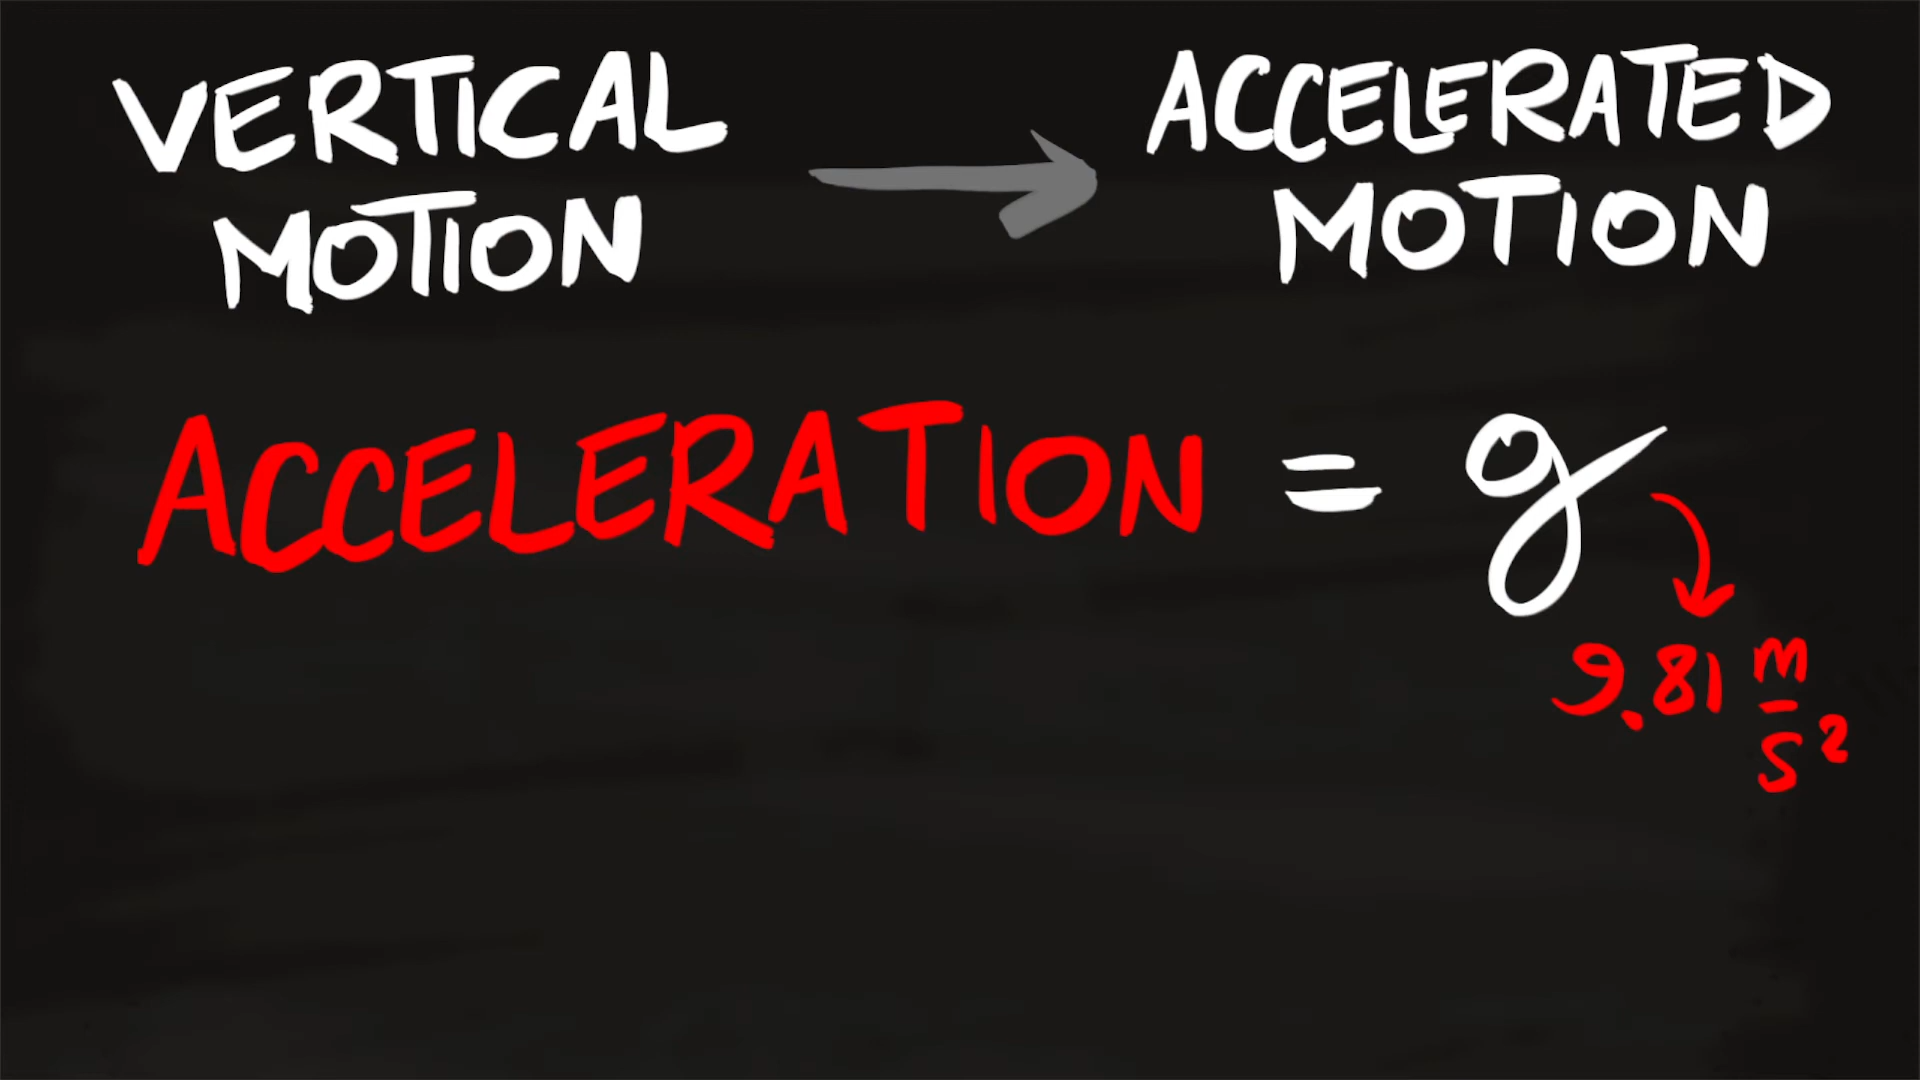 VERTICAL
MOTION
ACCELERATED
MOTION
ACCELERATION = g
9.81 m/s²